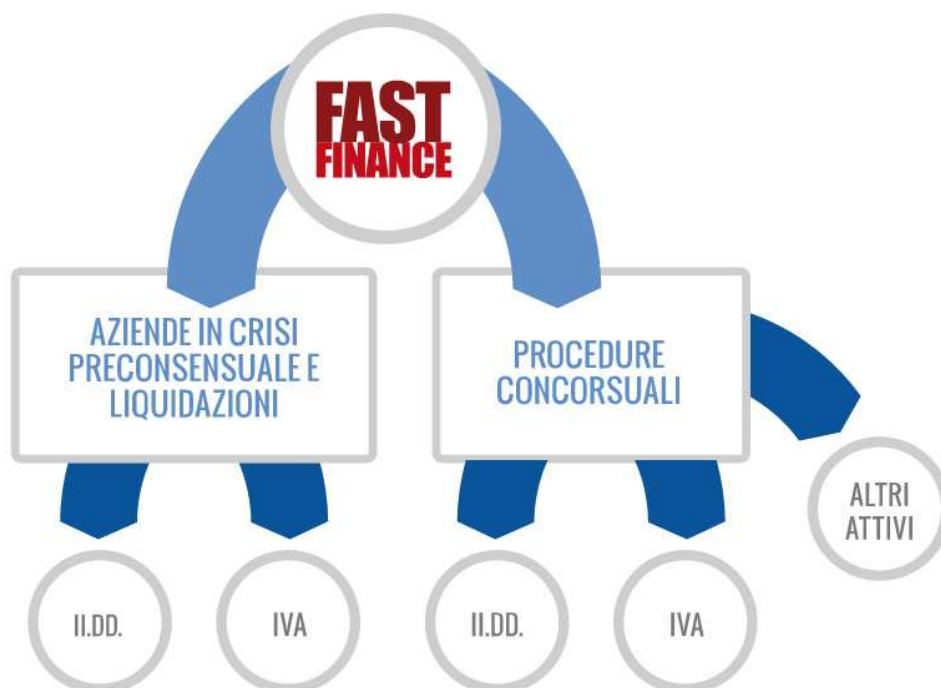 FAST
FINANCE
AZIENDE IN CRISI
PRECONSENSUALE E
LIQUIDAZIONI
PROCEDURE
CONCORSUALI
ALTRI
ATTIVI
II.DD.
IVA
II.DD.
IVA